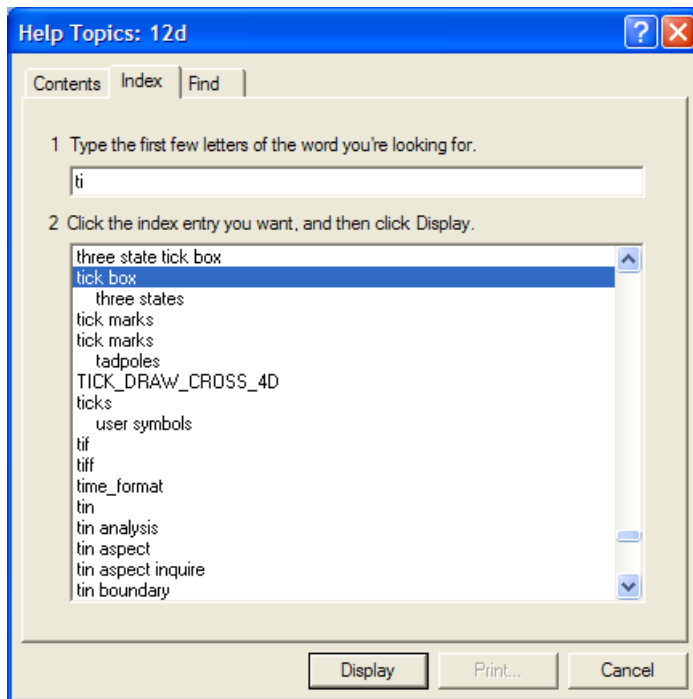 Help Topics: 12d
Contents Index Find
1 Type the first few letters of the word you're looking for.
ti
2 Click the index entry you want, and then click Display.
three state tick box
tick box
three states
tick marks
tick marks
tadpoles
TICK_DRAW_CROSS_4D
ticks
user symbols
tif
tiff
time_format
tin
tin analysis
tin aspect
tin aspect inquire
tin boundary
Display Print... Cancel